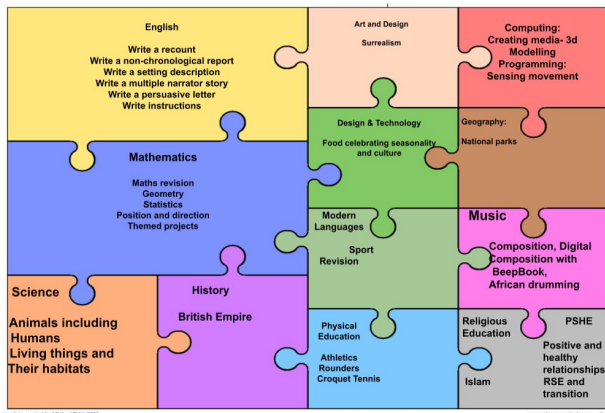 English
Write a recount
Write a non-chronological report
Write a setting description
Write a multiple narrator story
Write a persuasive letter
Write instructions
Art and Design
Surrealism
Computing:
Creating media- 3d
Modelling
Programming:
Sensing movement
Mathematics
Maths revision
Geometry
Statistics
Position and direction
Themed projects
Design & Technology
Food celebrating seasonality
and culture
Geography:
National parks
Modern
Languages
Sport
Revision
Music
Composition, Digital
Composition with
BeepBook,
African drumming
Science
Animals including
Humans
Living things and
Their habitats
History
British Empire
Physical
Education
Athletics
Rounders
Croquet Tennis
Religious
Education
Islam
PSHE
Positive and
healthy
relationships
RSE and
transition